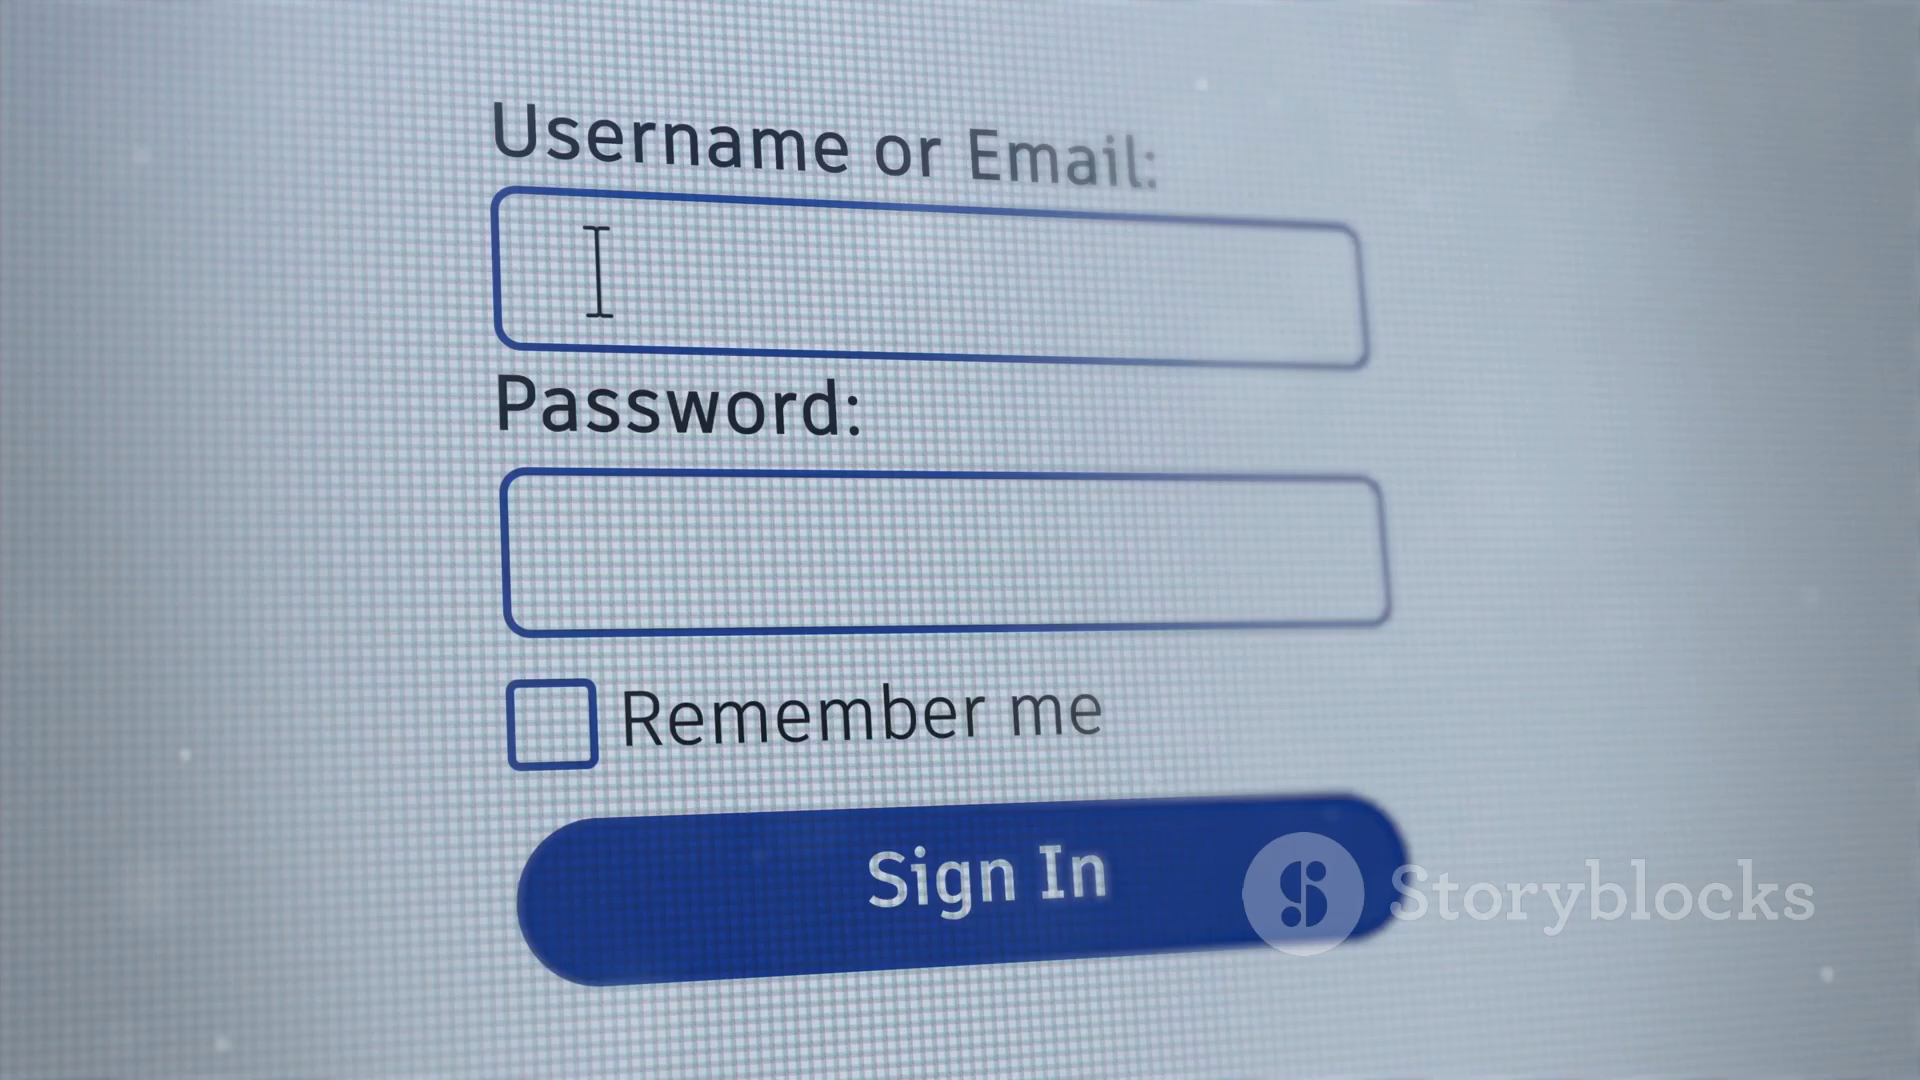 Username or Email:
Password:
Remember me
Sign In
Storyblocks